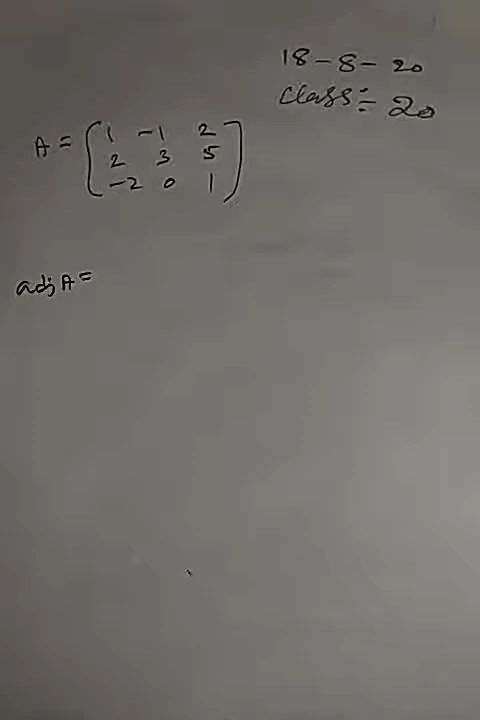 18-8-20
Class:- 20
A = [1 -1 2
2 3 5
-2 0 1]
adj A =